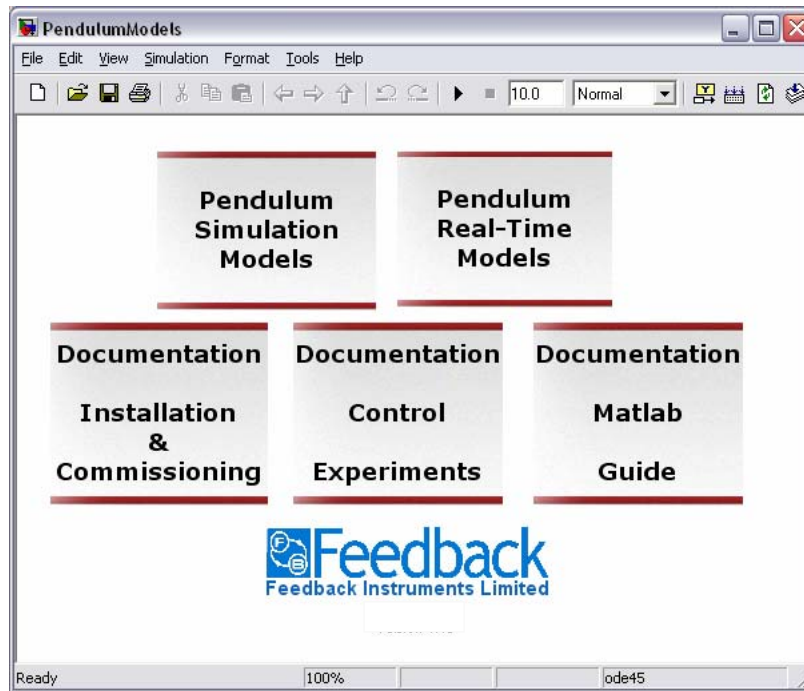 PendulumModels
File Edit View Simulation Format Tools Help
10.0 Normal
Pendulum
Simulation
Models
Pendulum
Real-Time
Models
Documentation
Installation
&
Commissioning
Documentation
Control
Experiments
Documentation
Matlab
Guide
Feedback
Feedback Instruments Limited
Ready 100% ode45